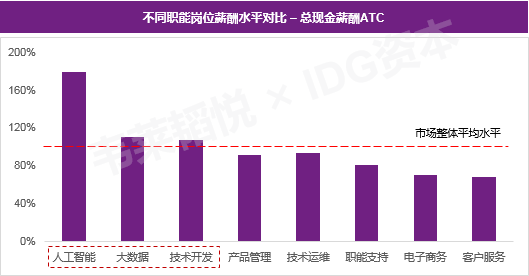 不同职能岗位薪酬水平对比 – 总现金薪酬ATC
200%
160%
120%
80%
40%
0%
市场整体平均水平
韦莱韬悦 × IDG资本
人工智能 大数据 技术开发 产品管理 技术运维 职能支持 电子商务 客户服务